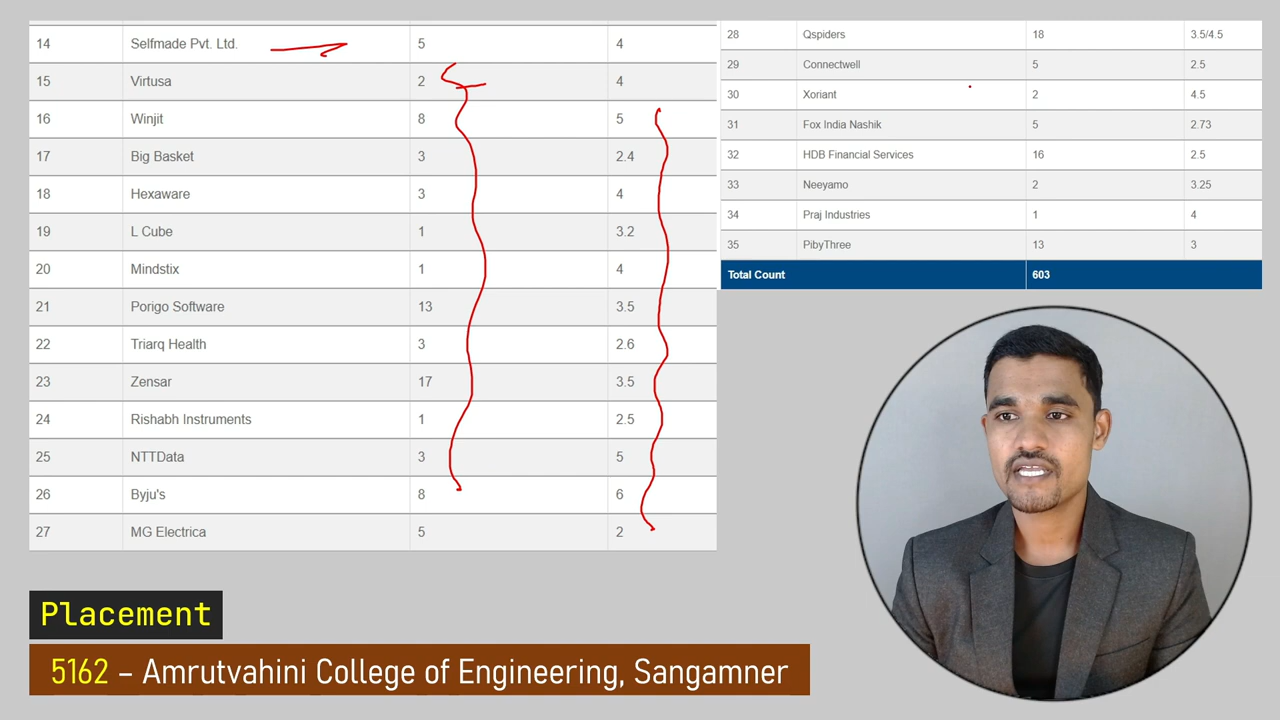 14 Selfmade Pvt. Ltd. 5 4
15 Virtusa 2 4
16 Winjit 8 5
17 Big Basket 3 2.4
18 Hexaware 3 4
19 L Cube 1 3.2
20 Mindstix 1 4
21 Porigo Software 13 3.5
22 Triarq Health 3 2.6
23 Zensar 17 3.5
24 Rishabh Instruments 1 2.5
25 NTTData 3 5
26 Byju's 8 6
27 MG Electrica 5 2
28 Qspiders 18 3.5/4.5
29 Connectwell 5 2.5
30 Xoriant 2 4.5
31 Fox India Nashik 5 2.73
32 HDB Financial Services 16 2.5
33 Neeyamo 2 3.25
34 Praj Industries 1 4
35 PibyThree 13 3
Total Count 603
Placement
5162 – Amrutvahini College of Engineering, Sangamner